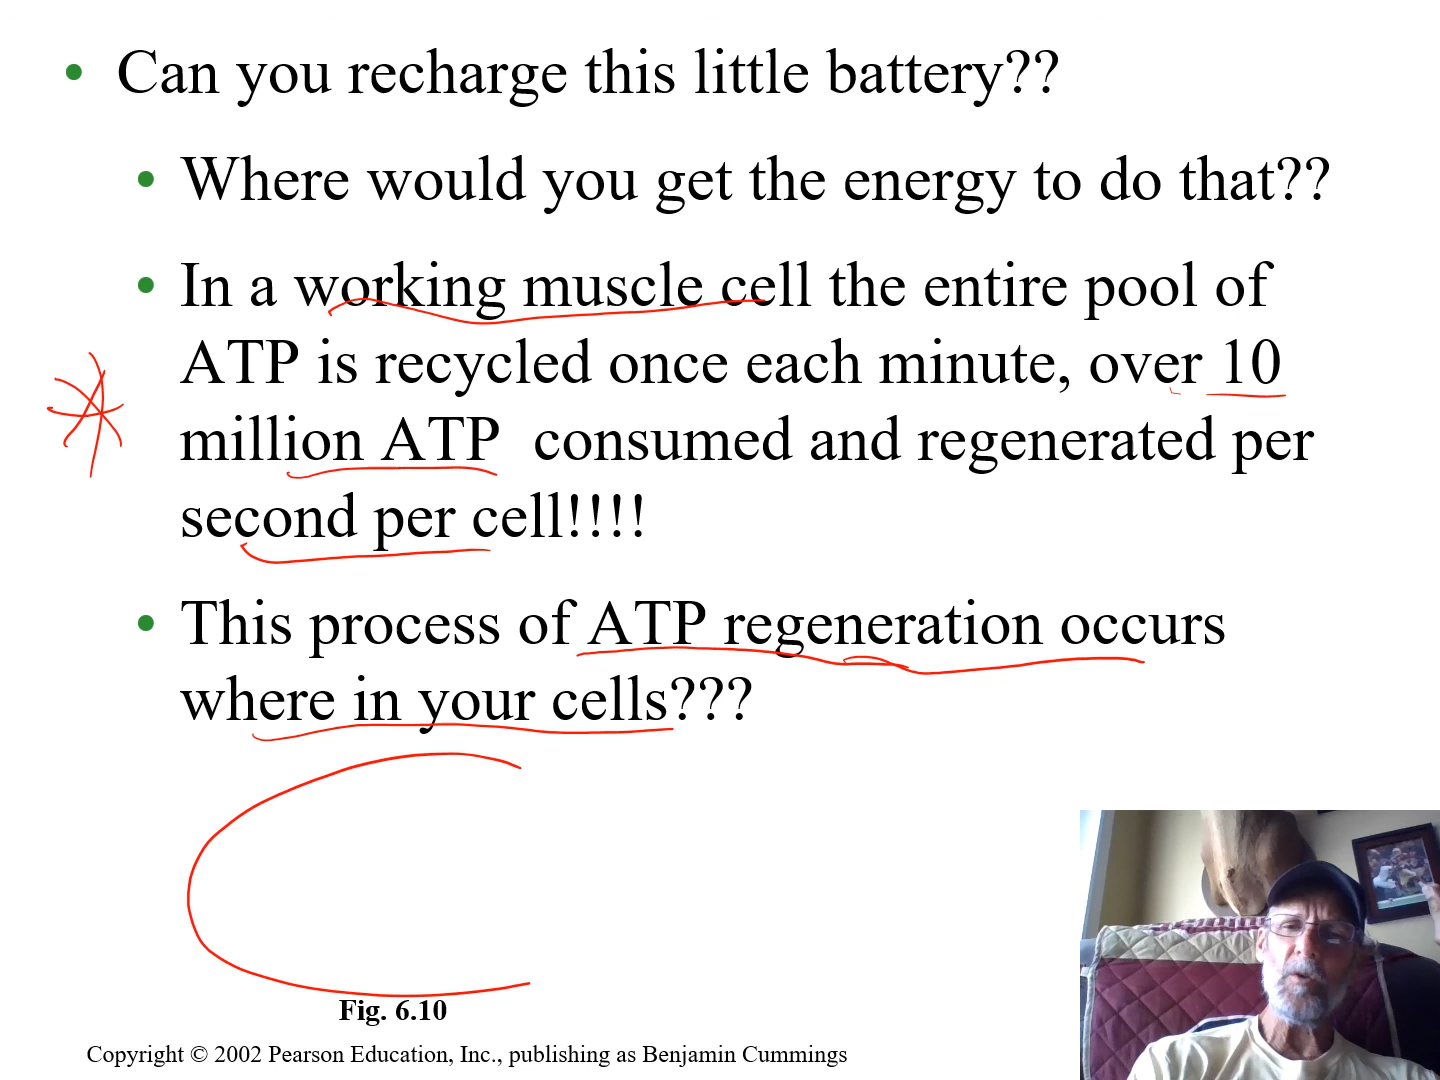 • Can you recharge this little battery??
• Where would you get the energy to do that??
• In a working muscle cell the entire pool of
ATP is recycled once each minute, over 10
million ATP consumed and regenerated per
second per cell!!!!
• This process of ATP regeneration occurs
where in your cells???
Fig. 6.10
Copyright © 2002 Pearson Education, Inc., publishing as Benjamin Cummings